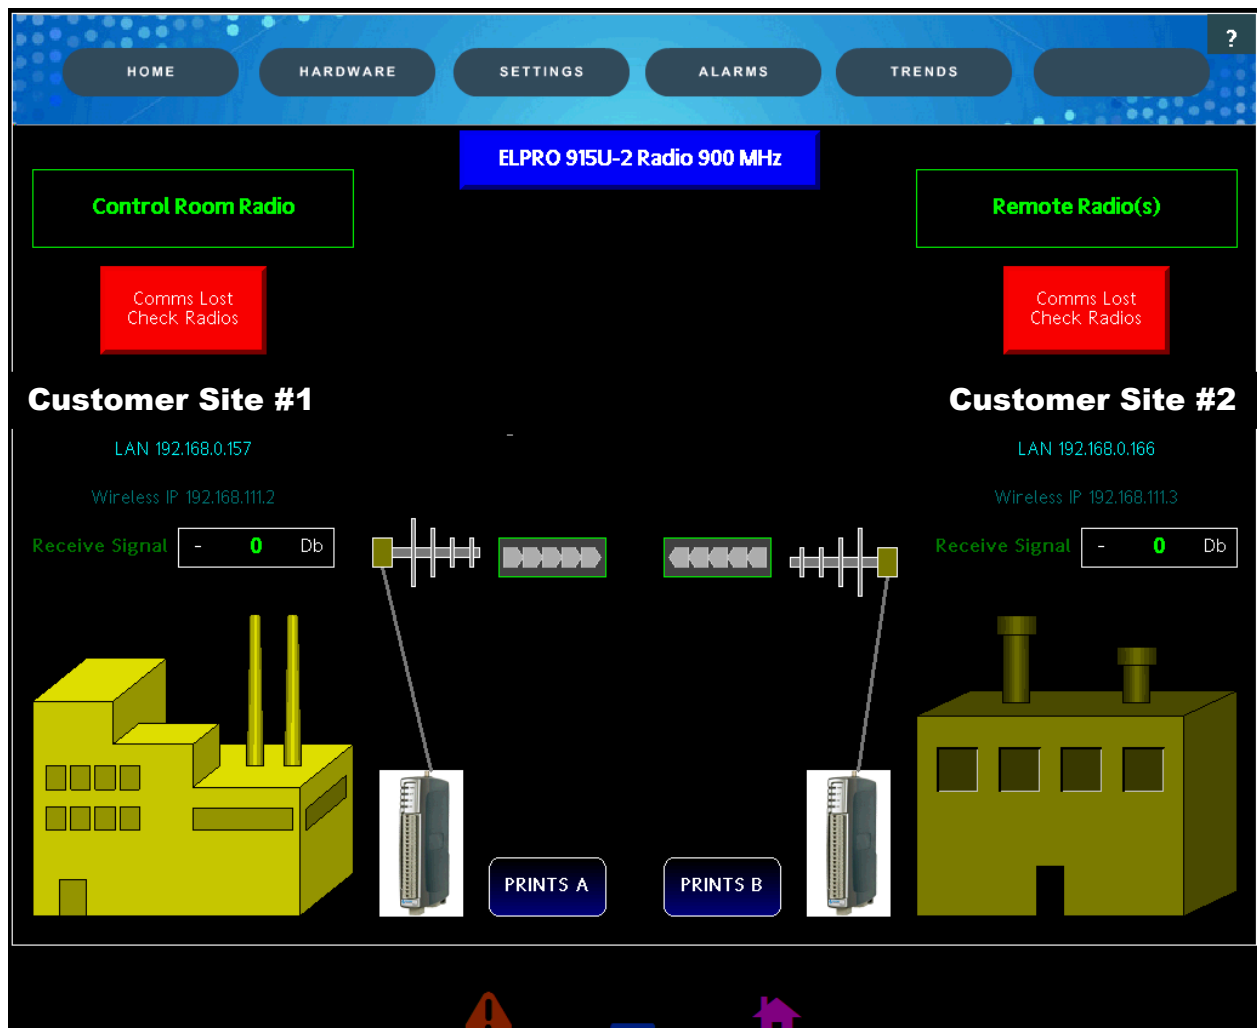 ?
HOME
HARDWARE
SETTINGS
ALARMS
TRENDS
ELPRO 915U-2 Radio 900 MHz
Control Room Radio
Remote Radio(s)
Comms Lost
Check Radios
Comms Lost
Check Radios
Customer Site #1
Customer Site #2
LAN 192.168.0.157
LAN 192.168.0.166
Wireless IP 192.168.111.2
Wireless IP 192.168.111.3
Receive Signal - 0 Db
Receive Signal - 0 Db
PRINTS A
PRINTS B